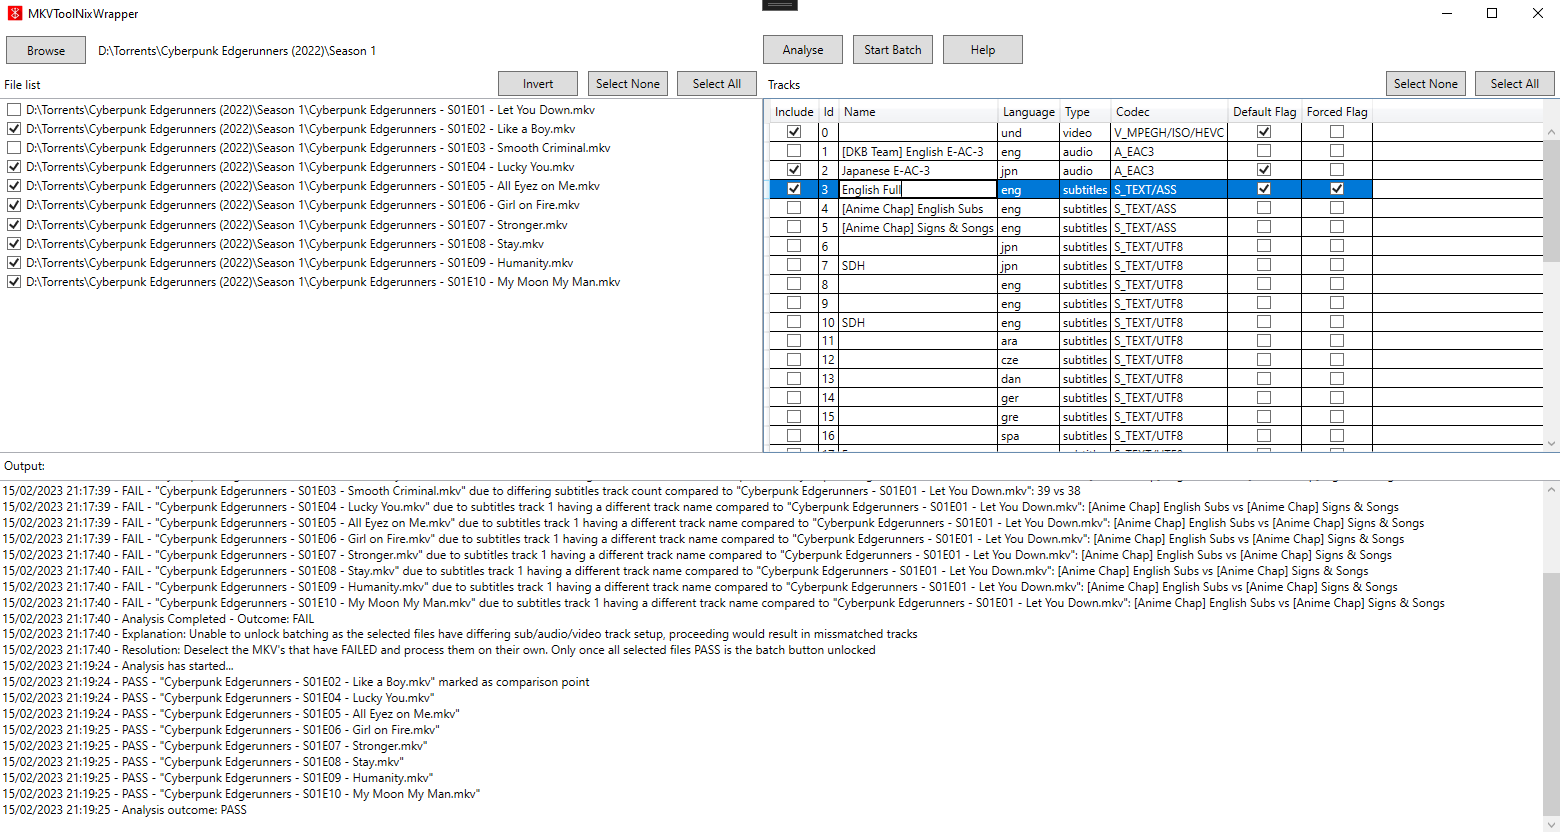 MKVToolNixWrapper
Browse D:\Torrents\Cyberpunk Edgerunners (2022)\Season 1 Analyse Start Batch Help
File list Invert Select None Select All Tracks Select None Select All
D:\Torrents\Cyberpunk Edgerunners (2022)\Season 1\Cyberpunk Edgerunners - S01E01 - Let You Down.mkv
D:\Torrents\Cyberpunk Edgerunners (2022)\Season 1\Cyberpunk Edgerunners - S01E02 - Like a Boy.mkv
D:\Torrents\Cyberpunk Edgerunners (2022)\Season 1\Cyberpunk Edgerunners - S01E03 - Smooth Criminal.mkv
D:\Torrents\Cyberpunk Edgerunners (2022)\Season 1\Cyberpunk Edgerunners - S01E04 - Lucky You.mkv
D:\Torrents\Cyberpunk Edgerunners (2022)\Season 1\Cyberpunk Edgerunners - S01E05 - All Eyez on Me.mkv
D:\Torrents\Cyberpunk Edgerunners (2022)\Season 1\Cyberpunk Edgerunners - S01E06 - Girl on Fire.mkv
D:\Torrents\Cyberpunk Edgerunners (2022)\Season 1\Cyberpunk Edgerunners - S01E07 - Stronger.mkv
D:\Torrents\Cyberpunk Edgerunners (2022)\Season 1\Cyberpunk Edgerunners - S01E08 - Stay.mkv
D:\Torrents\Cyberpunk Edgerunners (2022)\Season 1\Cyberpunk Edgerunners - S01E09 - Humanity.mkv
D:\Torrents\Cyberpunk Edgerunners (2022)\Season 1\Cyberpunk Edgerunners - S01E10 - My Moon My Man.mkv
Include Id Name Language Type Codec Default Flag Forced Flag
0 und video V_MPEGH/ISO/HEVC
1 [DKB Team] English E-AC-3 eng audio A_EAC3
2 Japanese E-AC-3 jpn audio A_EAC3
3 English Full eng subtitles S_TEXT/ASS
4 [Anime Chap] English Subs eng subtitles S_TEXT/ASS
5 [Anime Chap] Signs & Songs eng subtitles S_TEXT/ASS
6 jpn subtitles S_TEXT/UTF8
7 SDH jpn subtitles S_TEXT/UTF8
8 eng subtitles S_TEXT/UTF8
9 eng subtitles S_TEXT/UTF8
10 SDH eng subtitles S_TEXT/UTF8
11 ara subtitles S_TEXT/UTF8
12 cze subtitles S_TEXT/UTF8
13 dan subtitles S_TEXT/UTF8
14 ger subtitles S_TEXT/UTF8
15 gre subtitles S_TEXT/UTF8
16 spa subtitles S_TEXT/UTF8
Output:
15/02/2023 21:17:39 - FAIL - "Cyberpunk Edgerunners - S01E03 - Smooth Criminal.mkv" due to differing subtitles track count compared to "Cyberpunk Edgerunners - S01E01 - Let You Down.mkv": 39 vs 38
15/02/2023 21:17:39 - FAIL - "Cyberpunk Edgerunners - S01E04 - Lucky You.mkv" due to subtitles track 1 having a different track name compared to "Cyberpunk Edgerunners - S01E01 - Let You Down.mkv": [Anime Chap] English Subs vs [Anime Chap] Signs & Songs
15/02/2023 21:17:39 - FAIL - "Cyberpunk Edgerunners - S01E05 - All Eyez on Me.mkv" due to subtitles track 1 having a different track name compared to "Cyberpunk Edgerunners - S01E01 - Let You Down.mkv": [Anime Chap] English Subs vs [Anime Chap] Signs & Songs
15/02/2023 21:17:39 - FAIL - "Cyberpunk Edgerunners - S01E06 - Girl on Fire.mkv" due to subtitles track 1 having a different track name compared to "Cyberpunk Edgerunners - S01E01 - Let You Down.mkv": [Anime Chap] English Subs vs [Anime Chap] Signs & Songs
15/02/2023 21:17:40 - FAIL - "Cyberpunk Edgerunners - S01E07 - Stronger.mkv" due to subtitles track 1 having a different track name compared to "Cyberpunk Edgerunners - S01E01 - Let You Down.mkv": [Anime Chap] English Subs vs [Anime Chap] Signs & Songs
15/02/2023 21:17:40 - FAIL - "Cyberpunk Edgerunners - S01E08 - Stay.mkv" due to subtitles track 1 having a different track name compared to "Cyberpunk Edgerunners - S01E01 - Let You Down.mkv": [Anime Chap] English Subs vs [Anime Chap] Signs & Songs
15/02/2023 21:17:40 - FAIL - "Cyberpunk Edgerunners - S01E09 - Humanity.mkv" due to subtitles track 1 having a different track name compared to "Cyberpunk Edgerunners - S01E01 - Let You Down.mkv": [Anime Chap] English Subs vs [Anime Chap] Signs & Songs
15/02/2023 21:17:40 - FAIL - "Cyberpunk Edgerunners - S01E10 - My Moon My Man.mkv" due to subtitles track 1 having a different track name compared to "Cyberpunk Edgerunners - S01E01 - Let You Down.mkv": [Anime Chap] English Subs vs [Anime Chap] Signs & Songs
15/02/2023 21:17:40 - Analysis Completed - Outcome: FAIL
15/02/2023 21:17:40 - Explanation: Unable to unlock batching as the selected files have differing sub/audio/video track setup, proceeding would result in missmatched tracks
15/02/2023 21:17:40 - Resolution: Deselect the MKV's that have FAILED and process them on their own. Only once all selected files PASS is the batch button unlocked
15/02/2023 21:19:24 - Analysis has started...
15/02/2023 21:19:24 - PASS - "Cyberpunk Edgerunners - S01E02 - Like a Boy.mkv" marked as comparison point
15/02/2023 21:19:24 - PASS - "Cyberpunk Edgerunners - S01E04 - Lucky You.mkv"
15/02/2023 21:19:24 - PASS - "Cyberpunk Edgerunners - S01E05 - All Eyez on Me.mkv"
15/02/2023 21:19:25 - PASS - "Cyberpunk Edgerunners - S01E06 - Girl on Fire.mkv"
15/02/2023 21:19:25 - PASS - "Cyberpunk Edgerunners - S01E07 - Stronger.mkv"
15/02/2023 21:19:25 - PASS - "Cyberpunk Edgerunners - S01E08 - Stay.mkv"
15/02/2023 21:19:25 - PASS - "Cyberpunk Edgerunners - S01E09 - Humanity.mkv"
15/02/2023 21:19:25 - PASS - "Cyberpunk Edgerunners - S01E10 - My Moon My Man.mkv"
15/02/2023 21:19:25 - Analysis outcome: PASS